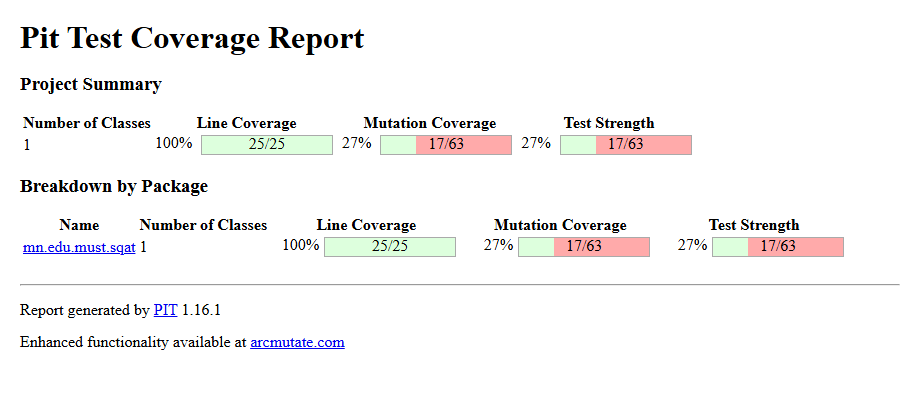 Pit Test Coverage Report
Project Summary
Number of Classes Line Coverage Mutation Coverage Test Strength
1 100% 25/25 27% 17/63 27% 17/63
Breakdown by Package
Name Number of Classes Line Coverage Mutation Coverage Test Strength
mn.edu.must.sqat 1 100% 25/25 27% 17/63 27% 17/63
Report generated by PIT 1.16.1
Enhanced functionality available at arcmutate.com